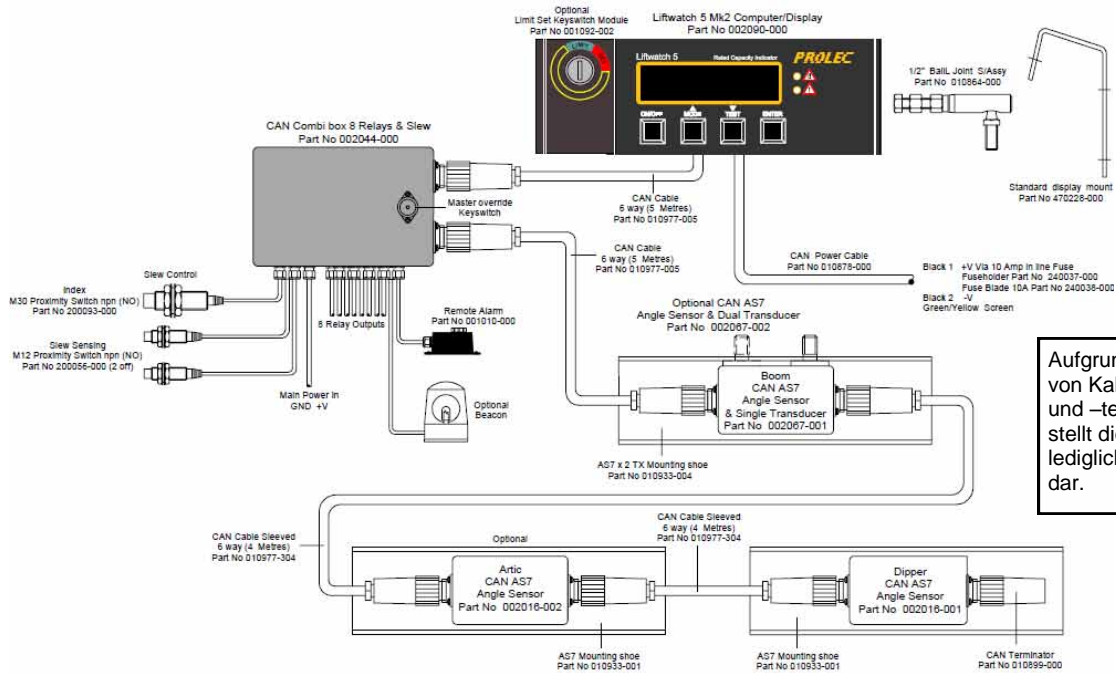 Optional
Limit Set Keyswitch Module
Part No 001092-002
Liftwatch 5 Mk2 Computer/Display
Part No 002090-000
LIMIT
Liftwatch 5
Rated Capacity Indicator
PROLEC
ON/OFF
MODE
TEST
ENTER
1/2" BallL Joint S/Assy
Part No 010864-000
Standard display mount
Part No 470228-000
CAN Combi box 8 Relays & Slew
Part No 002044-000
Master override
Keyswitch
CAN Cable
6 way (5 Metres)
Part No 010977-005
CAN Cable
6 way (5 Metres)
Part No 010977-005
CAN Power Cable
Part No 010878-000
Black 1 +V Via 10 Amp in line Fuse
Fuseholder Part No 240037-000
Fuse Blade 10A Part No 240038-000
Black 2 -V
Green/Yellow Screen
Slew Control
Index
M30 Proximity Switch npn (NO)
Part No 200093-000
Slew Sensing
M12 Proximity Switch npn (NO)
Part No 200056-000 (2 off)
8 Relay Outputs
Main Power In
GND +V
Remote Alarm
Part No 001010-000
Optional
Beacon
Optional CAN AS7
Angle Sensor & Dual Transducer
Part No 002067-002
Boom
CAN AS7
Angle Sensor
& Single Transducer
Part No 002067-001
AS7 x 2 TX Mounting shoe
Part No 010933-004
Aufgrun
von Kal
und –te
stellt die
lediglich
dar.
CAN Cable Sleeved
6 way (4 Metres)
Part No 010977-304
Optional
Artic
CAN AS7
Angle Sensor
Part No 002016-002
AS7 Mounting shoe
Part No 010933-001
CAN Cable Sleeved
6 way (4 Metres)
Part No 010977-304
Dipper
CAN AS7
Angle Sensor
Part No 002016-001
AS7 Mounting shoe
Part No 010933-001
CAN Terminator
Part No 010899-000